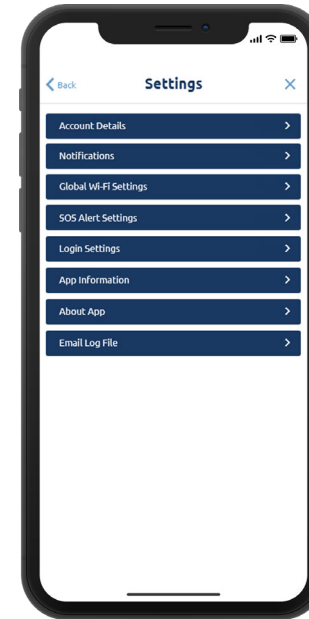 Back
Settings
Account Details
Notifications
Global Wi-Fi Settings
SOS Alert Settings
Login Settings
App Information
About App
Email Log File